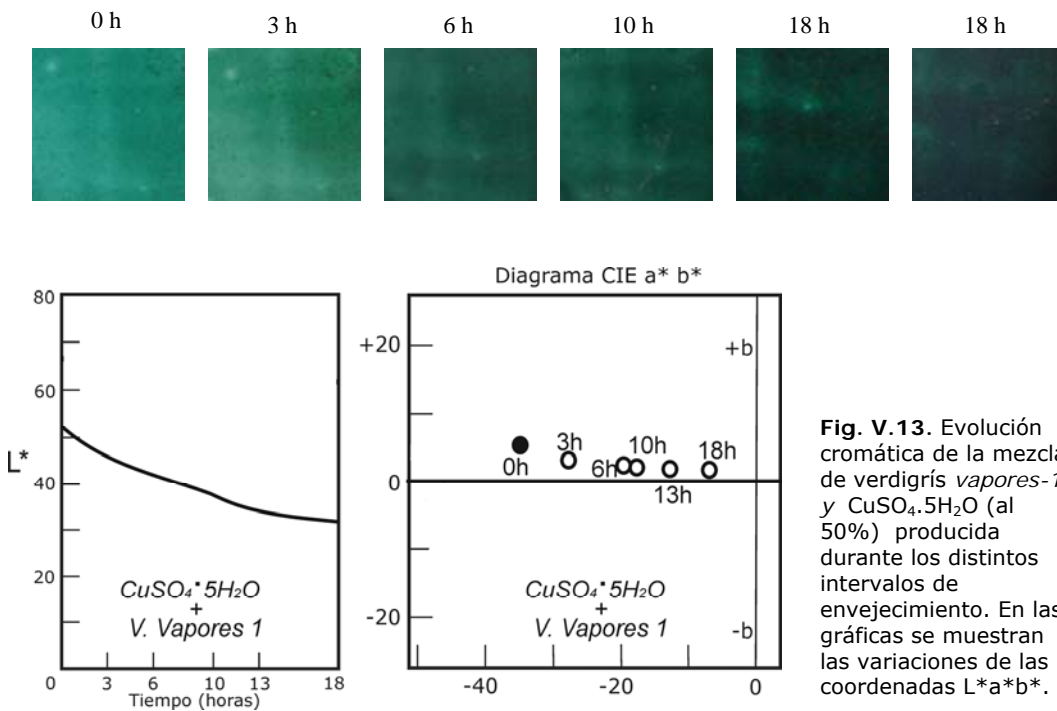 0 h 3 h 6 h 10 h 18 h 18 h
Diagrama CIE a* b*
80
60
L*
40
20
CuSO₄·5H₂O
+
V. Vapores 1
0 3 6 10 13 18
Tiempo (horas)
+20
+b
3h 10h 18h
0h 6h
0
13h
CuSO₄·5H₂O
+
V. Vapores 1
-20
-b
-40 -20 0
Fig. V.13. Evolución
cromática de la mezcla
de verdigrís vapores-1
y CuSO₄.5H₂O (al
50%) producida
durante los distintos
intervalos de
envejecimiento. En las
gráficas se muestran
las variaciones de las
coordenadas L*a*b*.